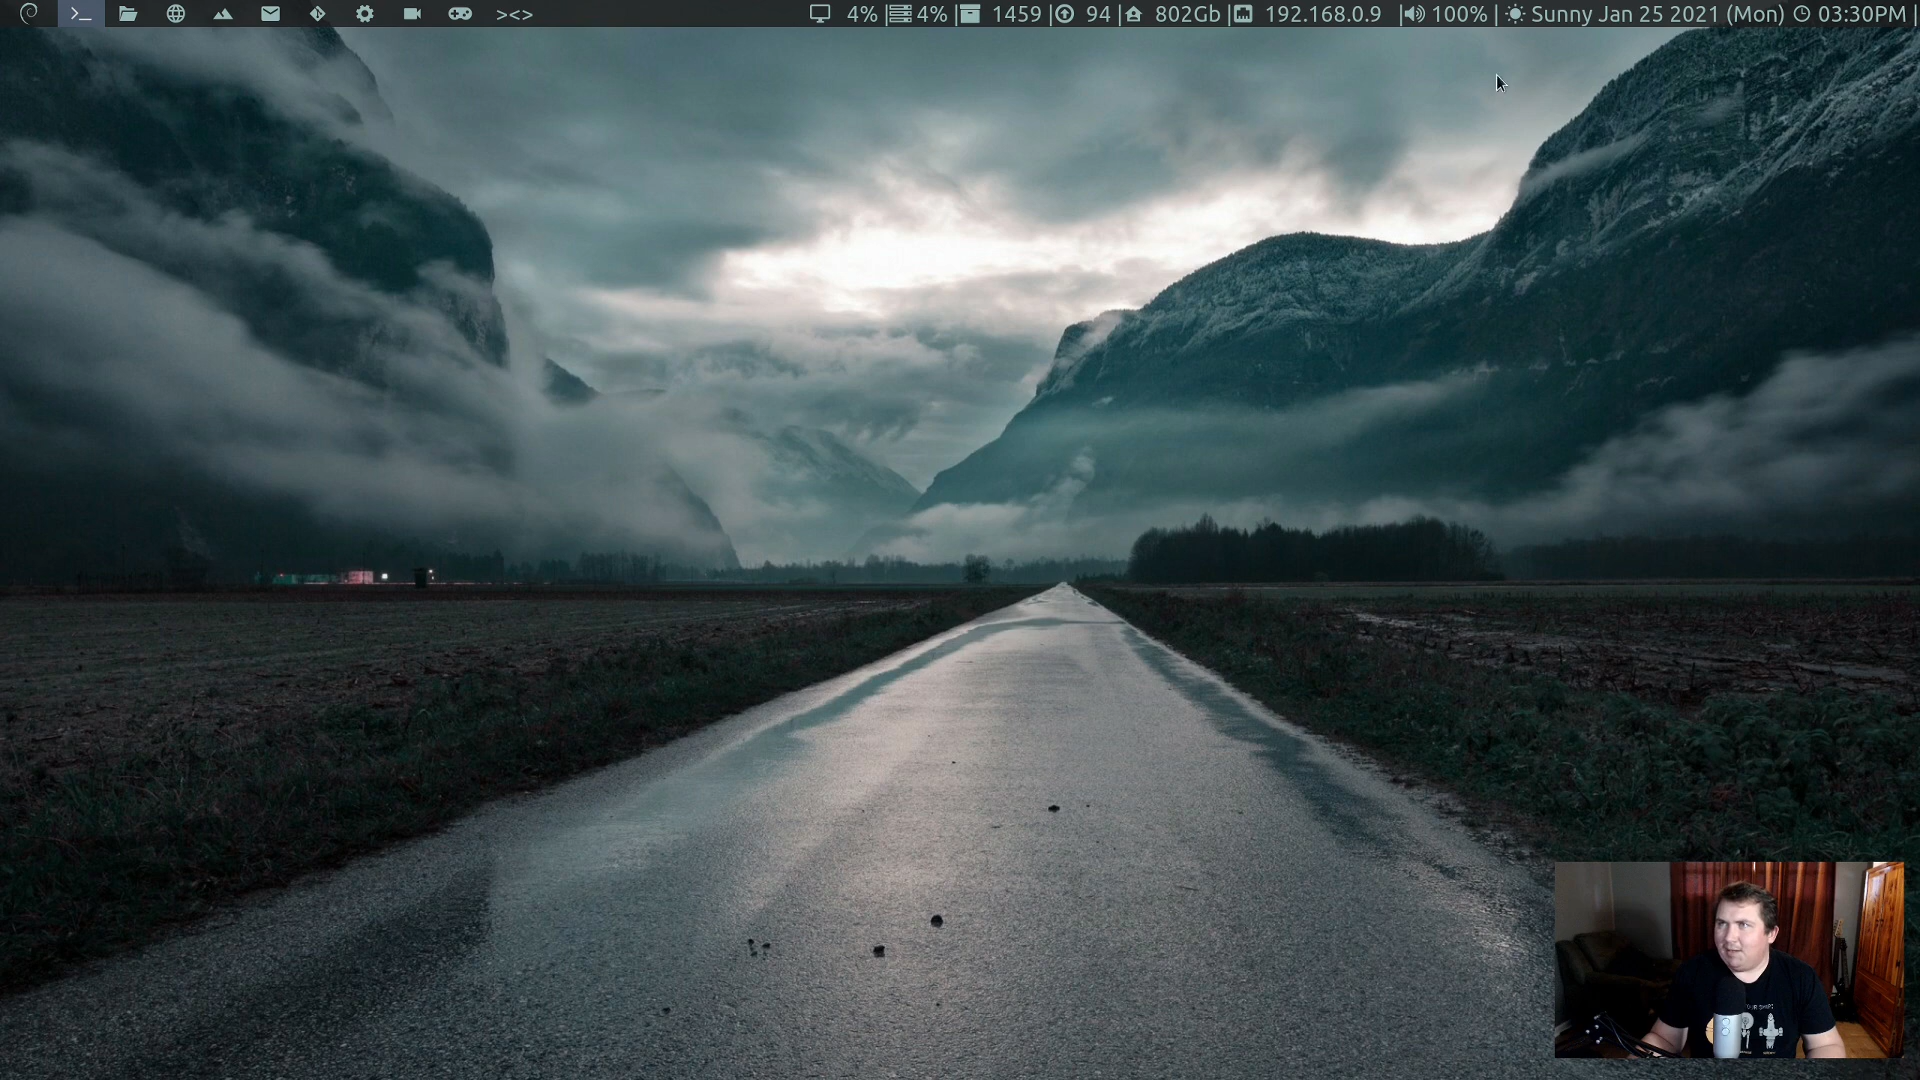 ><> 4% | 4% | 1459 | 94 | 802Gb | 192.168.0.9 | 100% | Sunny Jan 25 2021 (Mon) 03:30PM |